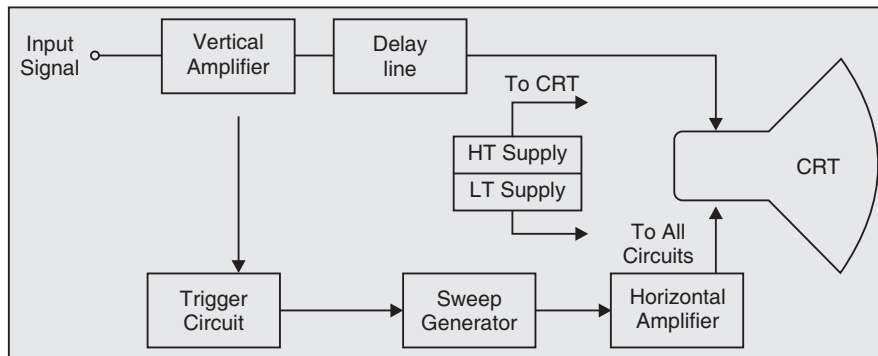 Input
Signal
Vertical
Amplifier
Delay
line
To CRT
HT Supply
LT Supply
CRT
To All
Circuits
Trigger
Circuit
Sweep
Generator
Horizontal
Amplifier